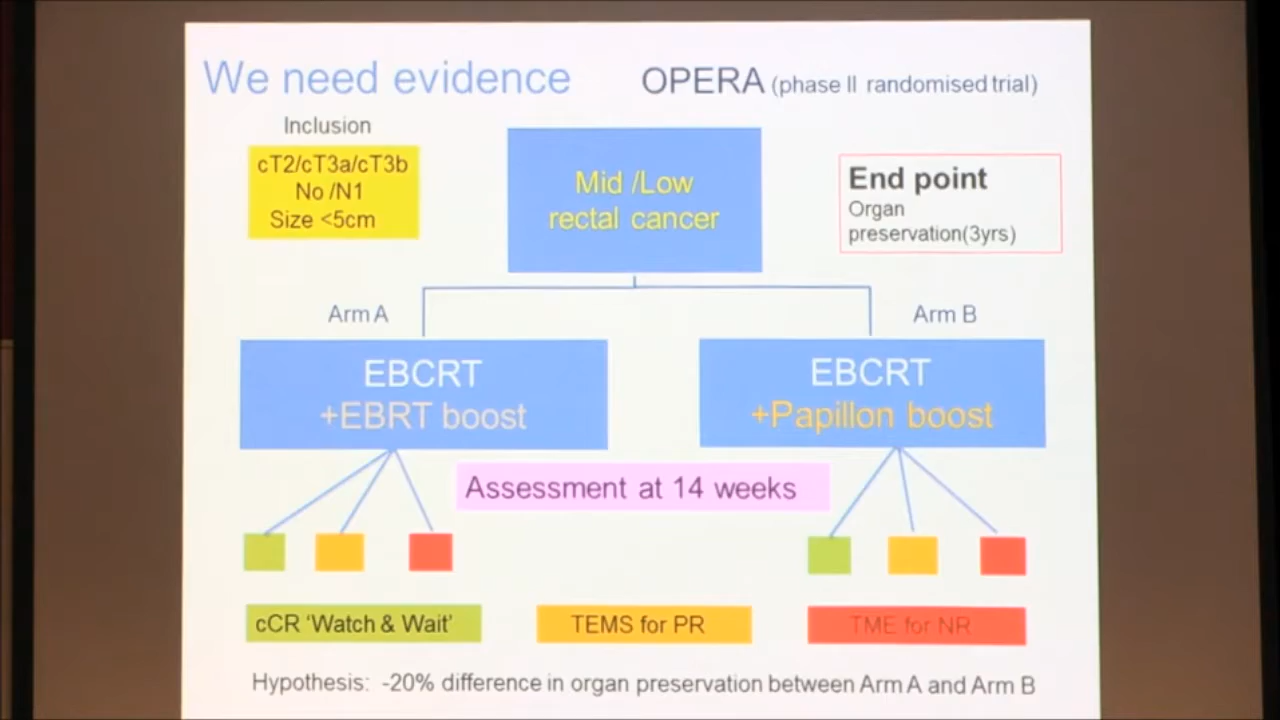 We need evidence OPERA (phase II randomised trial)
Inclusion
cT2/cT3a/cT3b
No /N1
Size <5cm
Mid /Low
rectal cancer
End point
Organ
preservation(3yrs)
Arm A
Arm B
EBCRT
+EBRT boost
EBCRT
+Papillon boost
Assessment at 14 weeks
cCR 'Watch & Wait'
TEMS for PR
TME for NR
Hypothesis: -20% difference in organ preservation between Arm A and Arm B